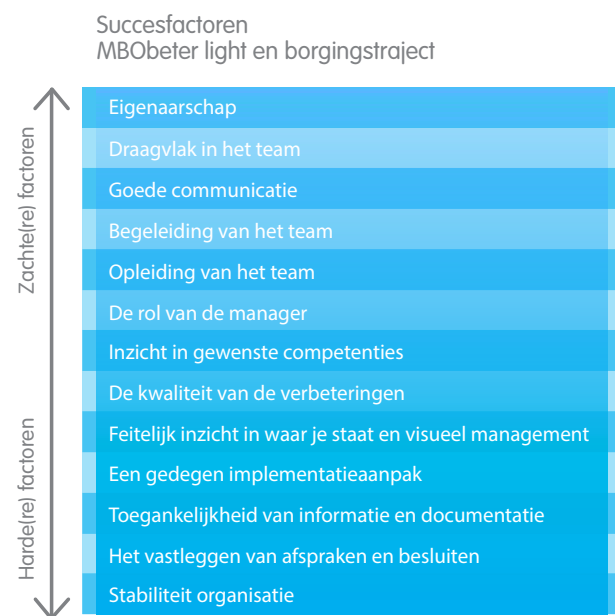 Succesfactoren
MBObeter light en borgingstraject
Zachte(re) factoren
Harde(re) factoren
Eigenaarschap
Draagvlak in het team
Goede communicatie
Begeleiding van het team
Opleiding van het team
De rol van de manager
Inzicht in gewenste competenties
De kwaliteit van de verbeteringen
Feitelijk inzicht in waar je staat en visueel management
Een gedegen implementatieaanpak
Toegankelijkheid van informatie en documentatie
Het vastleggen van afspraken en besluiten
Stabiliteit organisatie